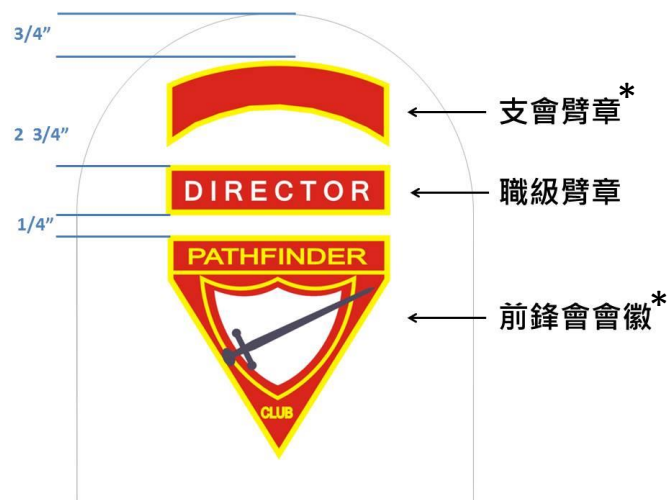 3/4”
支會臂章*
2 3/4”
DIRECTOR
職級臂章
1/4”
PATHFINDER
前鋒會會徽*
CLUB